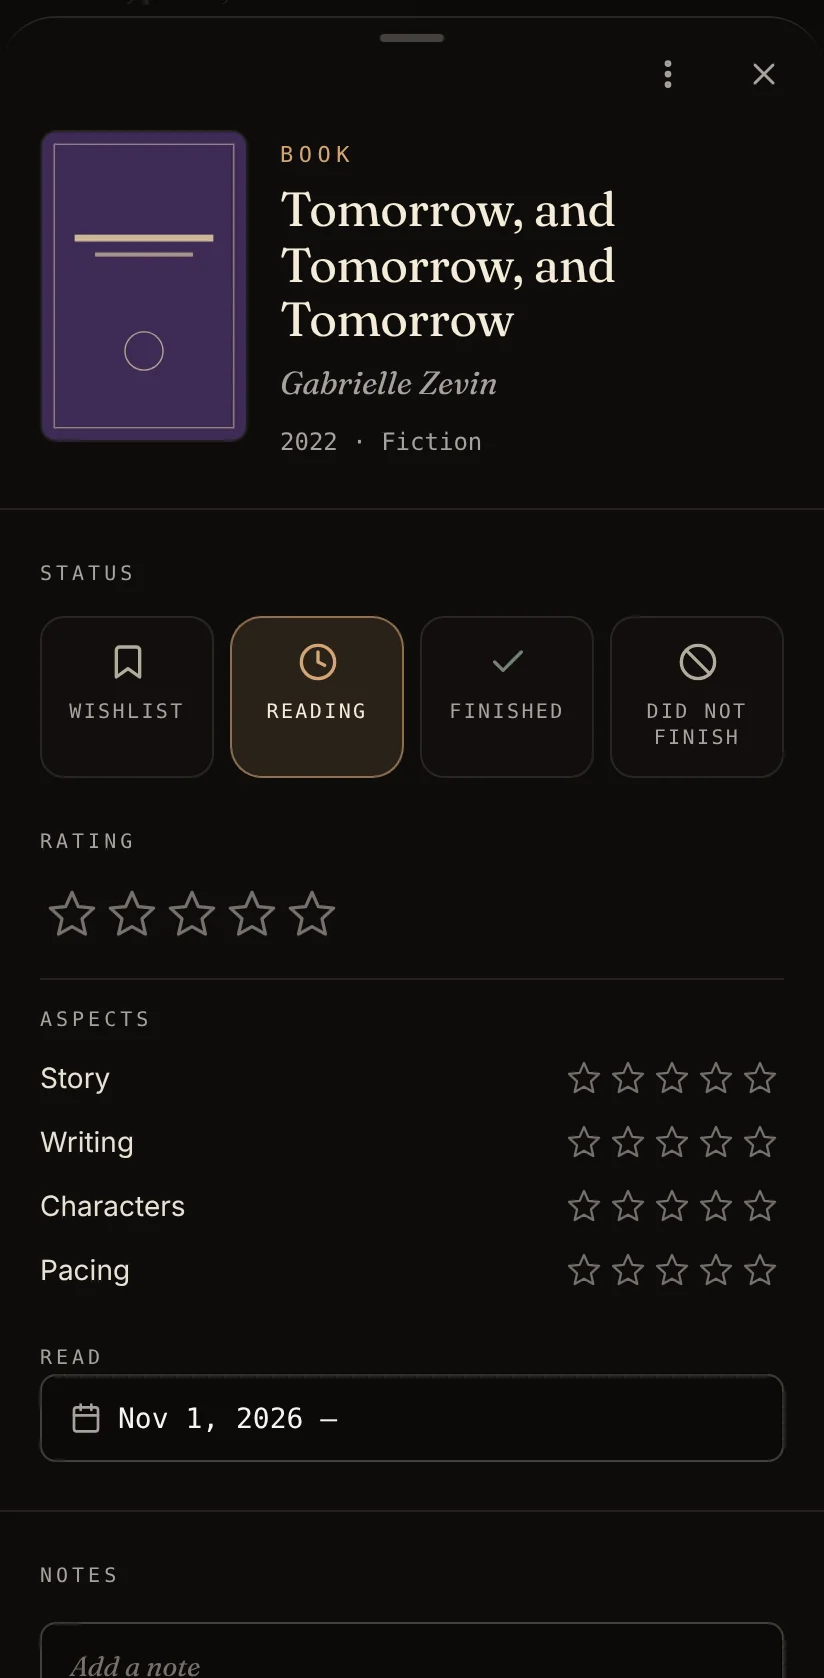 BOOK
Tomorrow, and
Tomorrow, and
Tomorrow
Gabrielle Zevin
2022 · Fiction
STATUS
WISHLIST
READING
FINISHED
DID NOT
FINISH
RATING
ASPECTS
Story
Writing
Characters
Pacing
READ
Nov 1, 2026 –
NOTES
Add a note